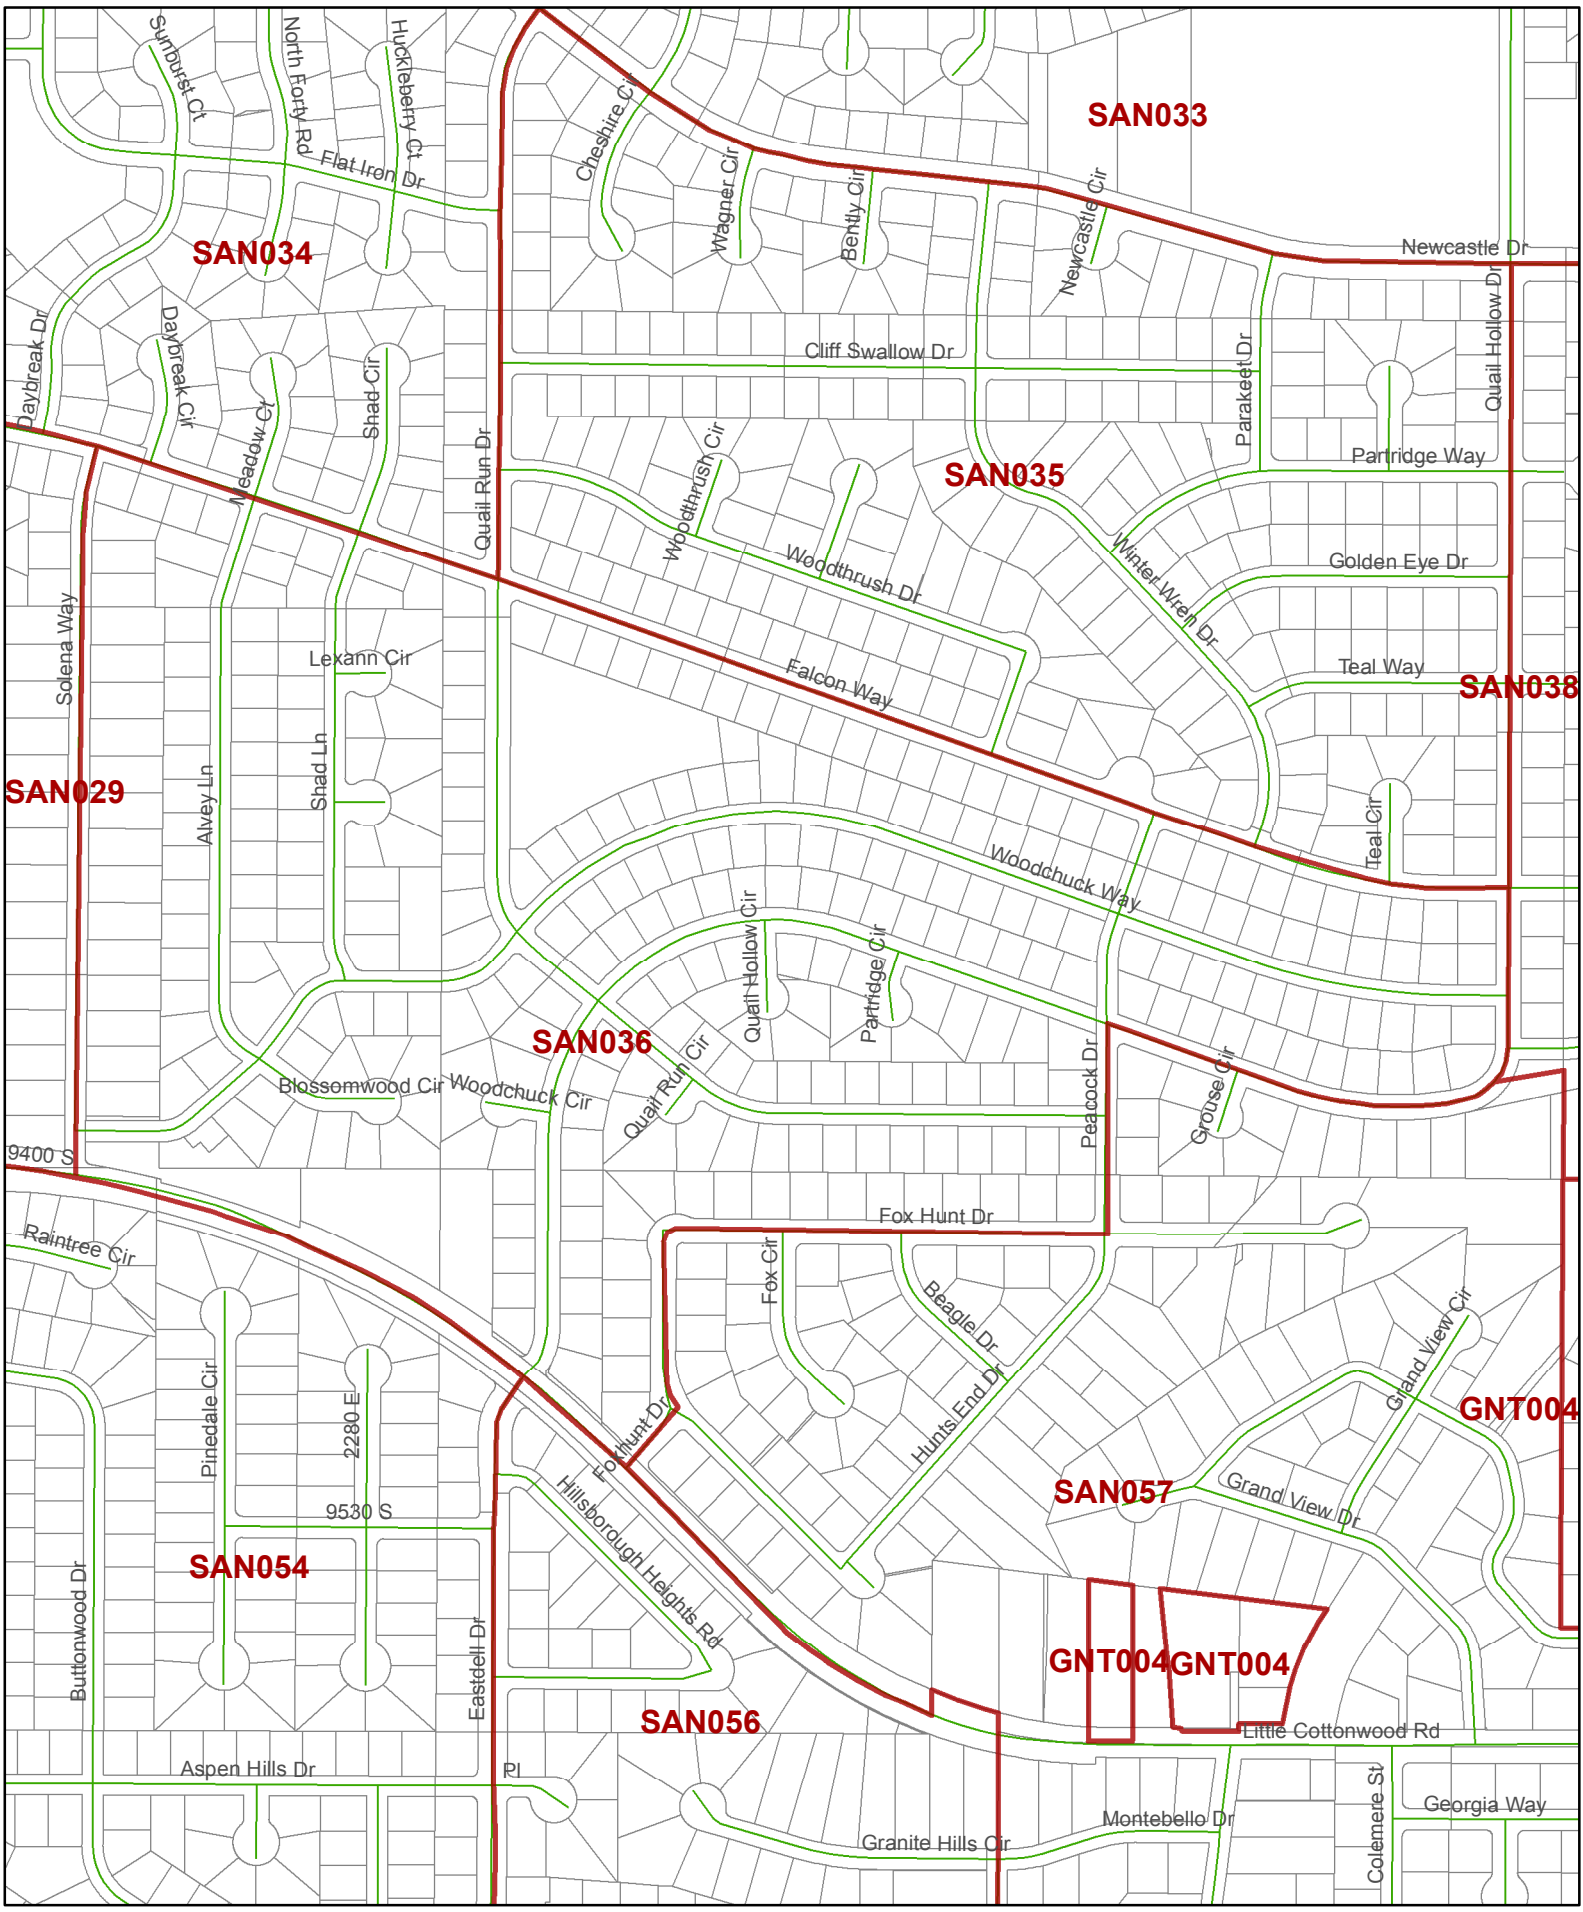 Sunburst Ct
North Forty Rd
Huckleberry Ct
Cheshire Cir
SAN033
Flat Iron Dr
Wagner Cir
Bently Cir
Newcastle Cir
SAN034
Newcastle Dr
Quail Hollow Dr
Daybreak Dr
Daybreak Cir
Meadow Ct
Shad Cir
Cliff Swallow Dr
Parakeet Dr
Quail Run Dr
Woodthrush Cir
SAN035
Partridge Way
Woodthrush Dr
Winter Wren Dr
Golden Eye Dr
Solena Way
Lexann Cir
Falcon Way
Teal Way
SAN038
SAN029
Alvey Ln
Shad Ln
Teal Cir
Woodchuck Way
Quail Hollow Cir
Partridge Cir
SAN036
Quail Run Cir
Peacock Dr
Grouse Cir
Blossomwood Cir
Woodchuck Cir
9400 S
Raintree Cir
Fox Hunt Dr
Fox Cir
Beagle Dr
Grand View Cir
Pinedale Cir
2280 E
Foxhunt Dr
Hunts End Dr
GNT004
SAN057
Grand View Dr
9530 S
Hillsborough Heights Rd
SAN054
Buttonwood Dr
Eastdell Dr
GNT004
GNT004
SAN056
Little Cottonwood Rd
Aspen Hills Dr
Pl
Granite Hills Cir
Montebello Dr
Colemere St
Georgia Way